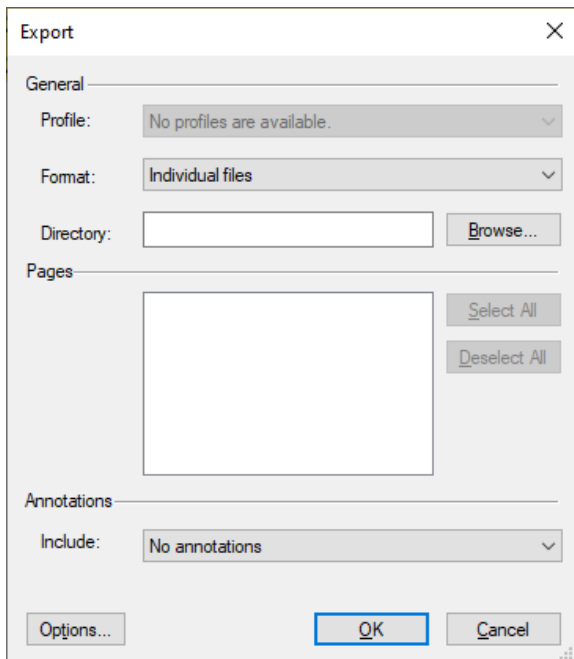 Export
General
Profile: No profiles are available.
Format: Individual files
Directory: Browse...
Pages
Select All
Deselect All
Annotations
Include: No annotations
Options... OK Cancel